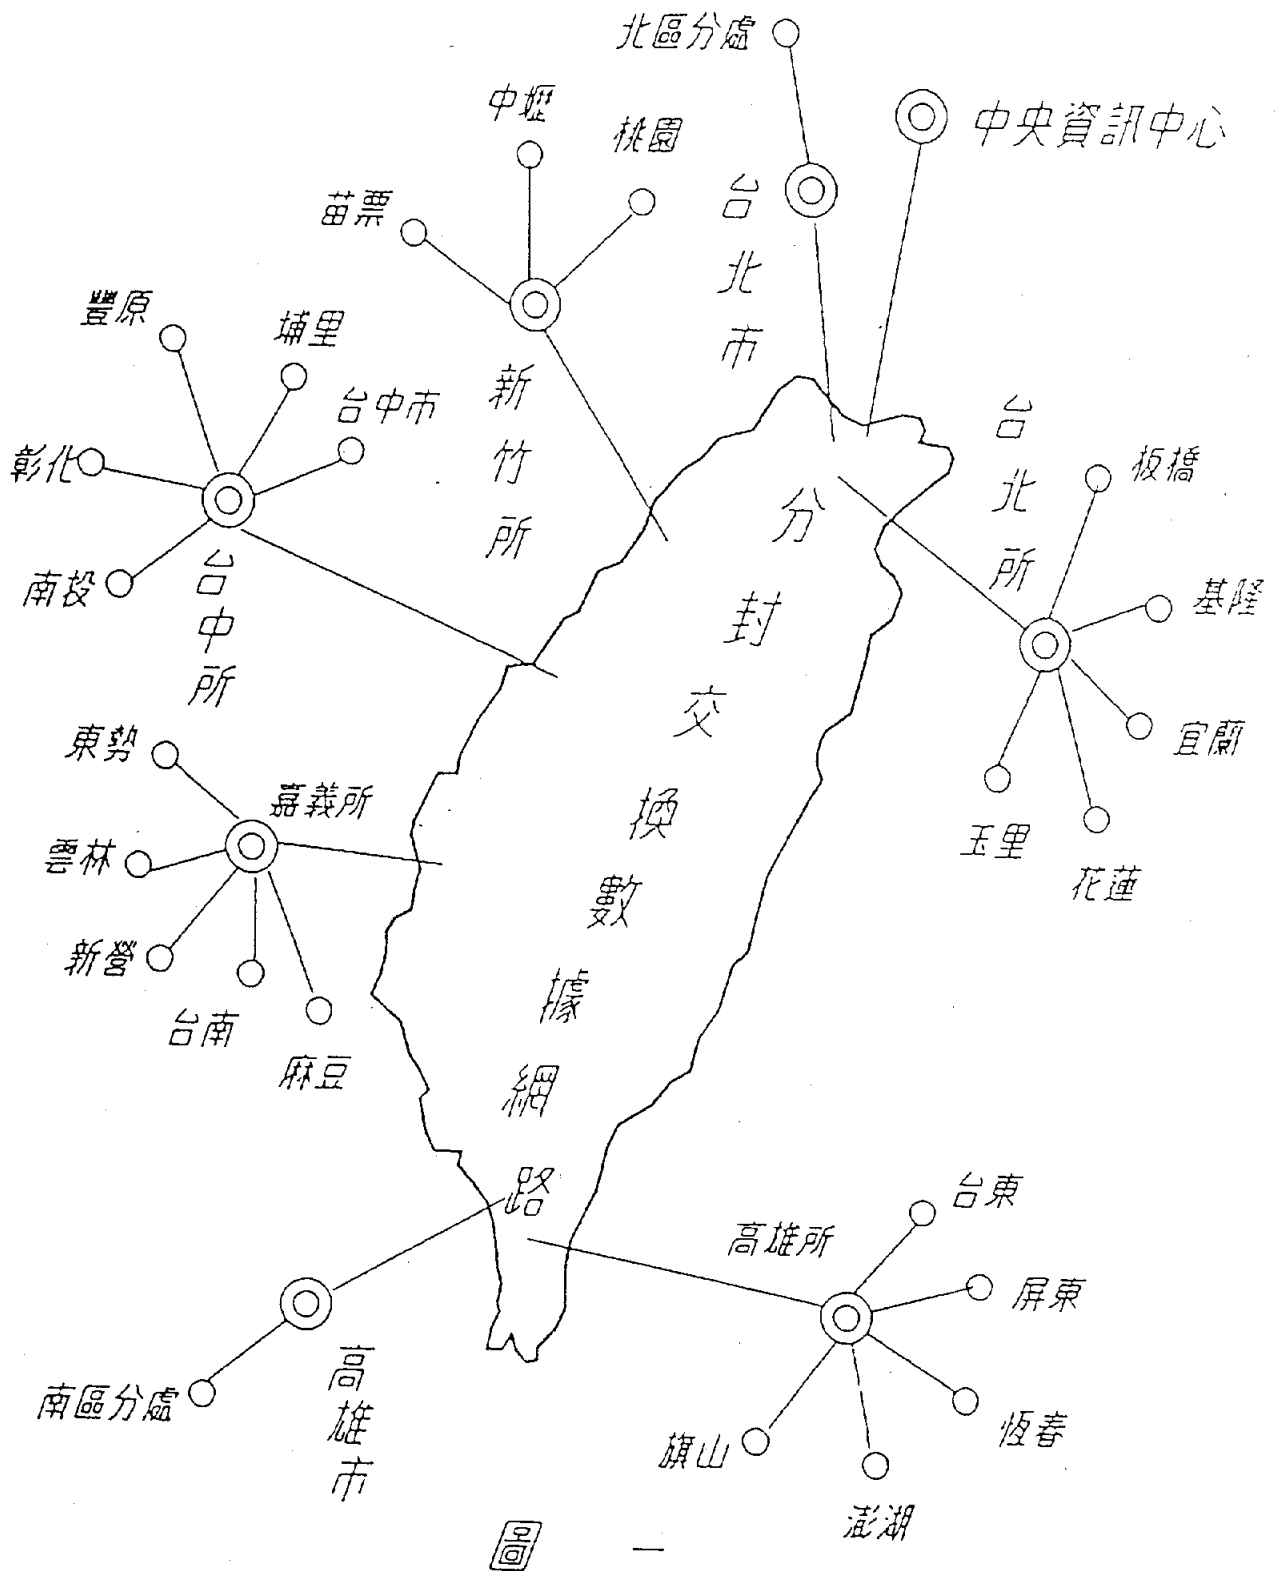 北區分處
中央資訊中心
中壢
桃園
苗票
台北市
豐原
埔里
台中市
新竹所
彰化
台北所
板橋
南投
台中所
基隆
宜蘭
玉里
花蓮
東勢
嘉義所
雲林
新營
台南
麻豆
分封交換數據網路
台東
高雄所
屏東
恆春
旗山
澎湖
南區分處
高雄市
圖 一